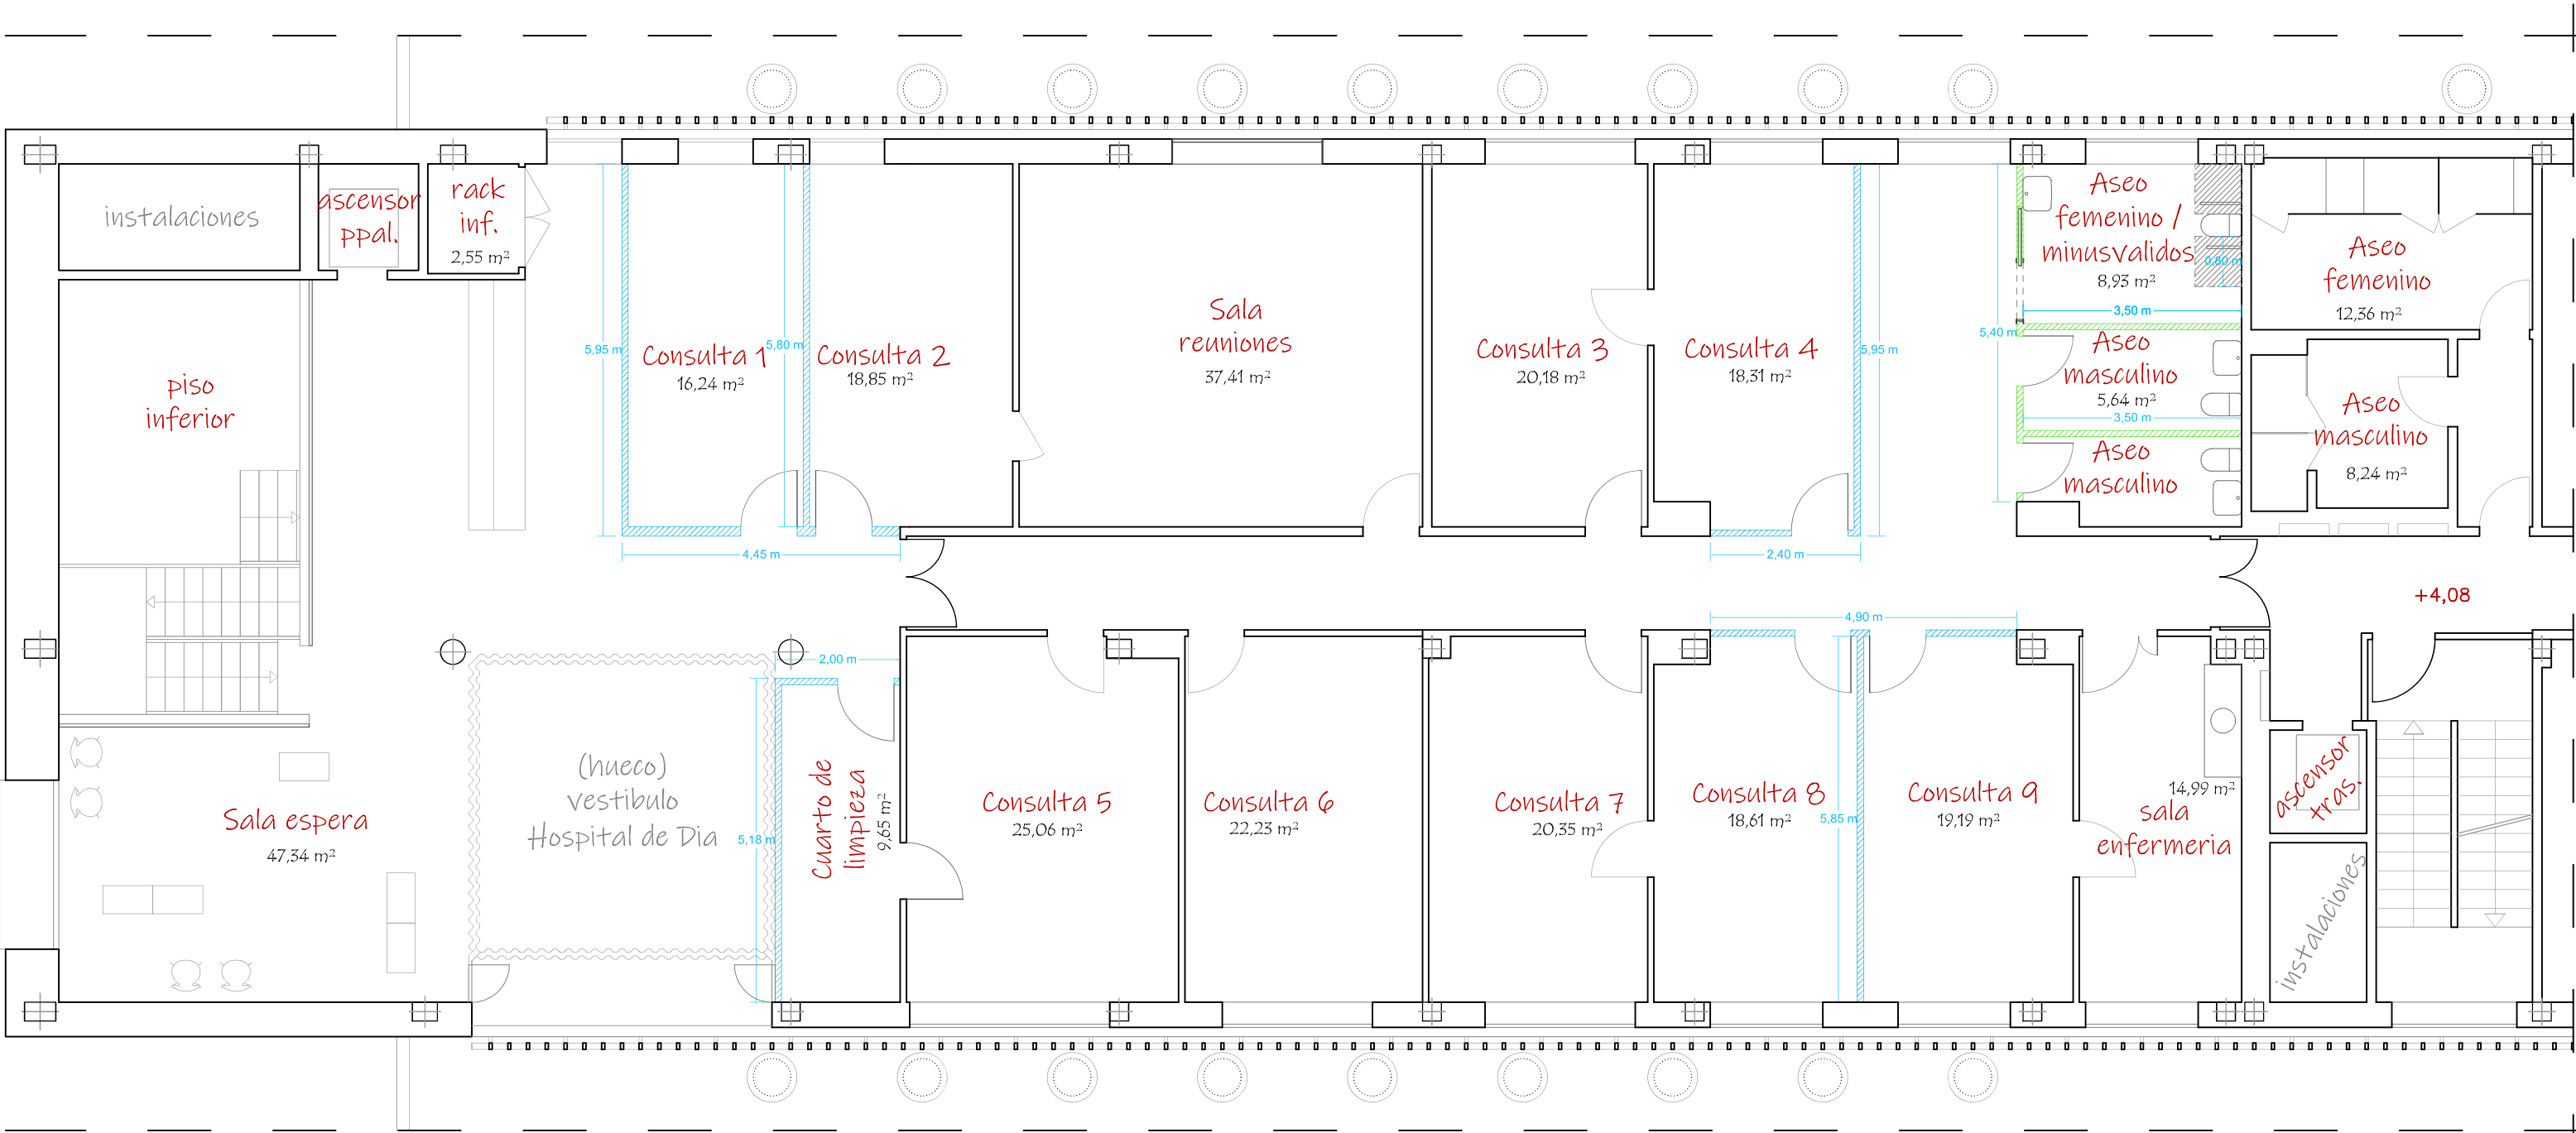 instalaciones
ascensor
ppal.
rack
inf.
2,55 m²
piso
inferior
5,95 m
Consulta 1
16,24 m²
5,80 m
Consulta 2
18,85 m²
4,45 m
Sala
reuniones
37,41 m²
Consulta 3
20,18 m²
Consulta 4
18,31 m²
5,95 m
2,40 m
5,40 m
Aseo
femenino /
minusvalidos
8,93 m²
0,80 m
3,50 m
Aseo
masculino
5,64 m²
3,50 m
Aseo
masculino
Aseo
femenino
12,36 m²
Aseo
masculino
8,24 m²
+4,08
Sala espera
47,34 m²
(hueco)
vestibulo
Hospital de Dia
2,00 m
5,18 m
Cuarto de
limpieza
9,65 m²
Consulta 5
25,06 m²
Consulta 6
22,23 m²
Consulta 7
20,35 m²
4,90 m
Consulta 8
18,61 m²
5,85 m
Consulta 9
19,19 m²
14,99 m²
sala
enfermeria
ascensor
tras.
instalaciones